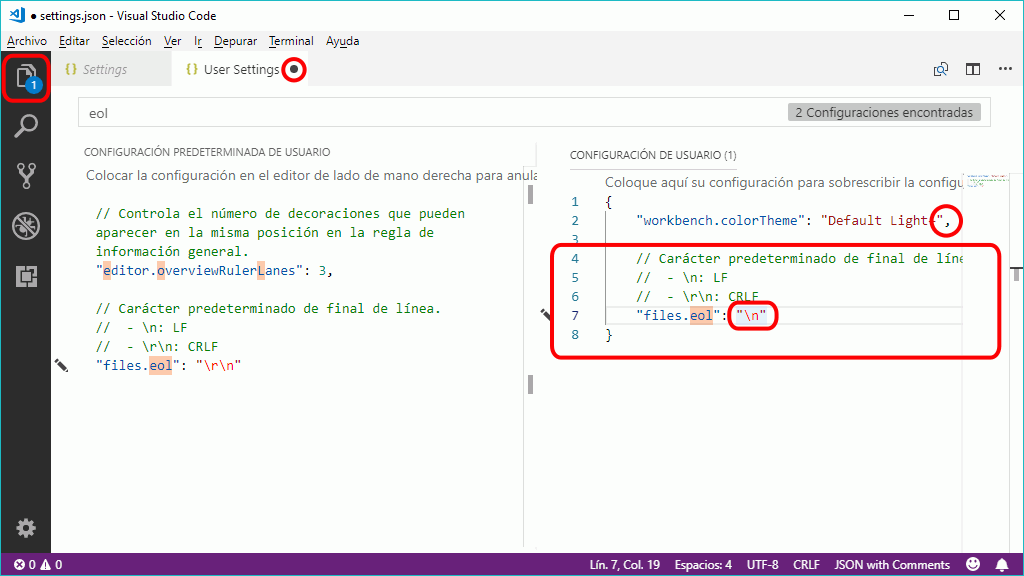 ● settings.json - Visual Studio Code
Archivo Editar Selección Ver Ir Depurar Terminal Ayuda
1
{} Settings
{} User Settings
eol
2 Configuraciones encontradas
CONFIGURACIÓN PREDETERMINADA DE USUARIO
Colocar la configuración en el editor de lado de mano derecha para anula
// Controla el número de decoraciones que pueden
aparecer en la misma posición en la regla de
información general.
"editor.overviewRulerLanes": 3,
// Carácter predeterminado de final de línea.
//  - \n: LF
//  - \r\n: CRLF
"files.eol": "\r\n"
CONFIGURACIÓN DE USUARIO (1)
Coloque aquí su configuración para sobrescribir la configu
1 {
2 "workbench.colorTheme": "Default Light+",
3
4 // Carácter predeterminado de final de líne
5 //  - \n: LF
6 //  - \r\n: CRLF
7 "files.eol": "\n"
8 }
0 0
Lín. 7, Col. 19 Espacios: 4 UTF-8 CRLF JSON with Comments